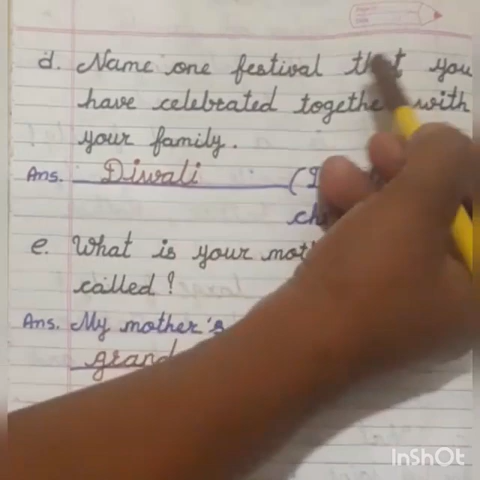 d. Name one festival that you
have celebrated together with
your family.
Ans. Diwali (
e. What is your
called?
Ans. My mother's
InShOt